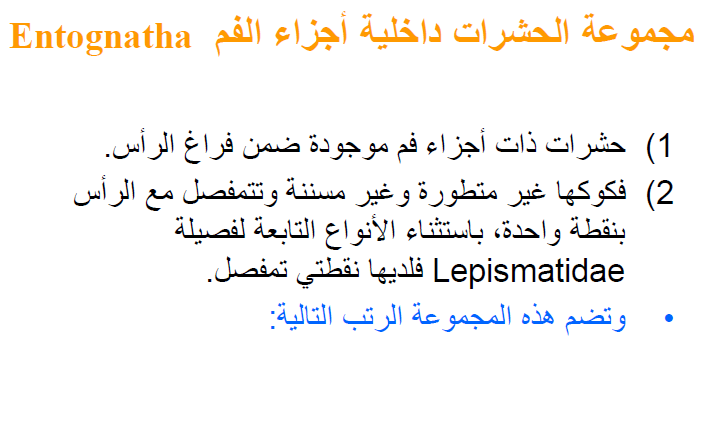 مجموعة الحشرات داخلية أجزاء الفم Entognatha
1) حشرات ذات أجزاء فم موجودة ضمن فراغ الرأس.
2) فكوكها غير متطورة وغير مسننة وتتمفصل مع الرأس
بنقطة واحدة، باستثناء الأنواع التابعة لفصيلة
Lepismatidae فلديها نقطتي تمفصل.
• وتضم هذه المجموعة الرتب التالية: